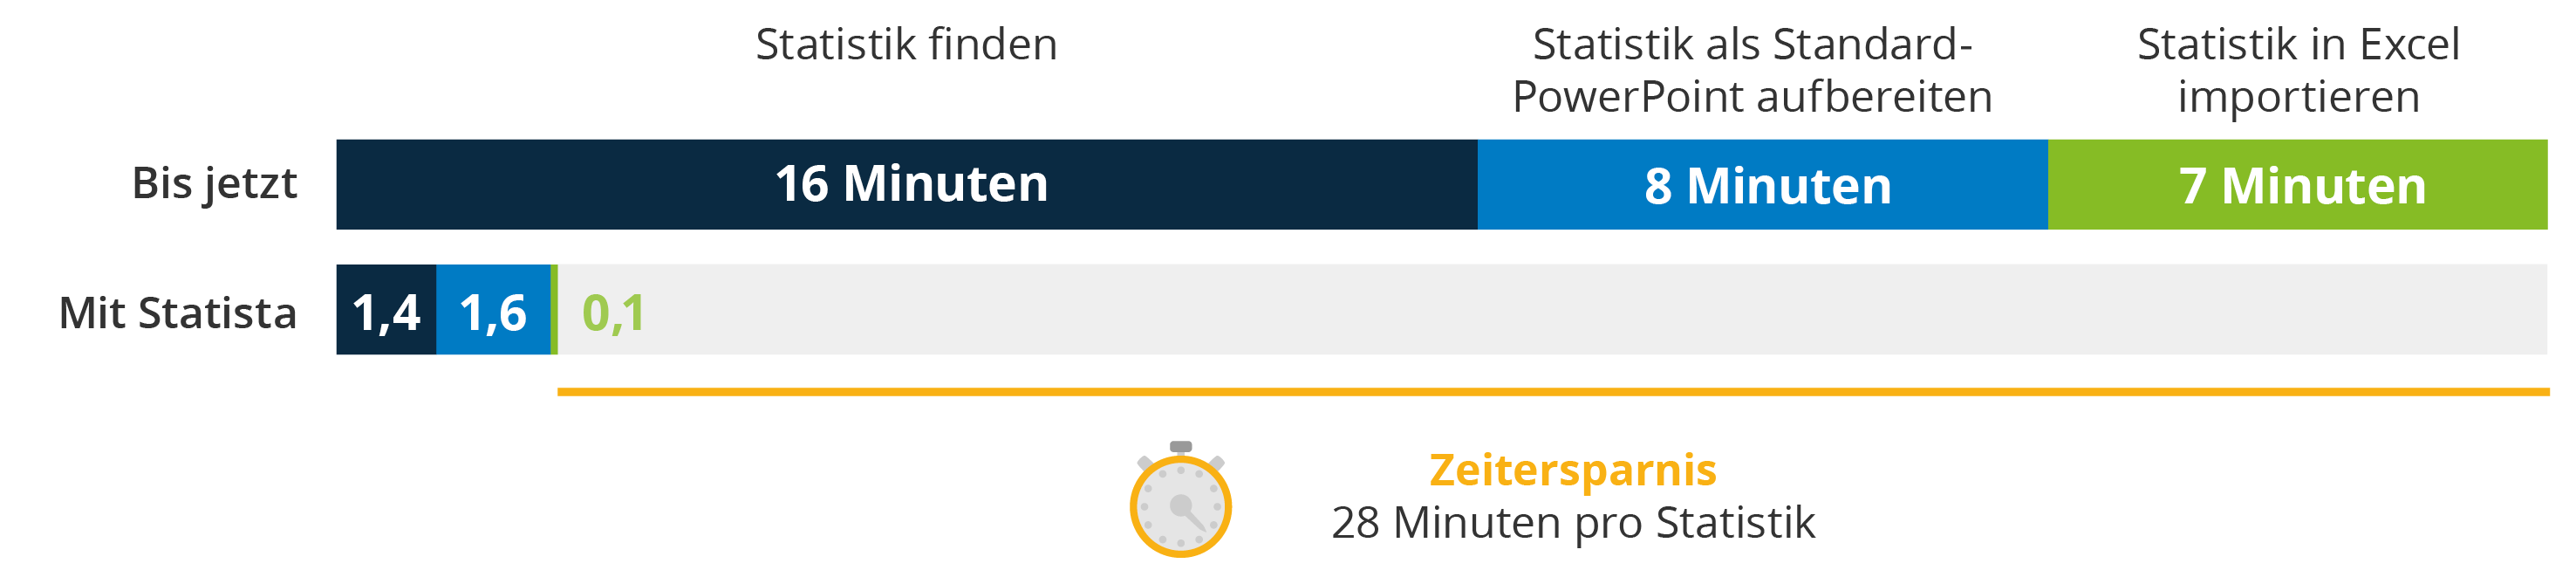 Statistik finden
Statistik als Standard-
PowerPoint aufbereiten
Statistik in Excel
importieren
Bis jetzt
16 Minuten
8 Minuten
7 Minuten
Mit Statista
1,4
1,6
0,1
Zeitersparnis
28 Minuten pro Statistik